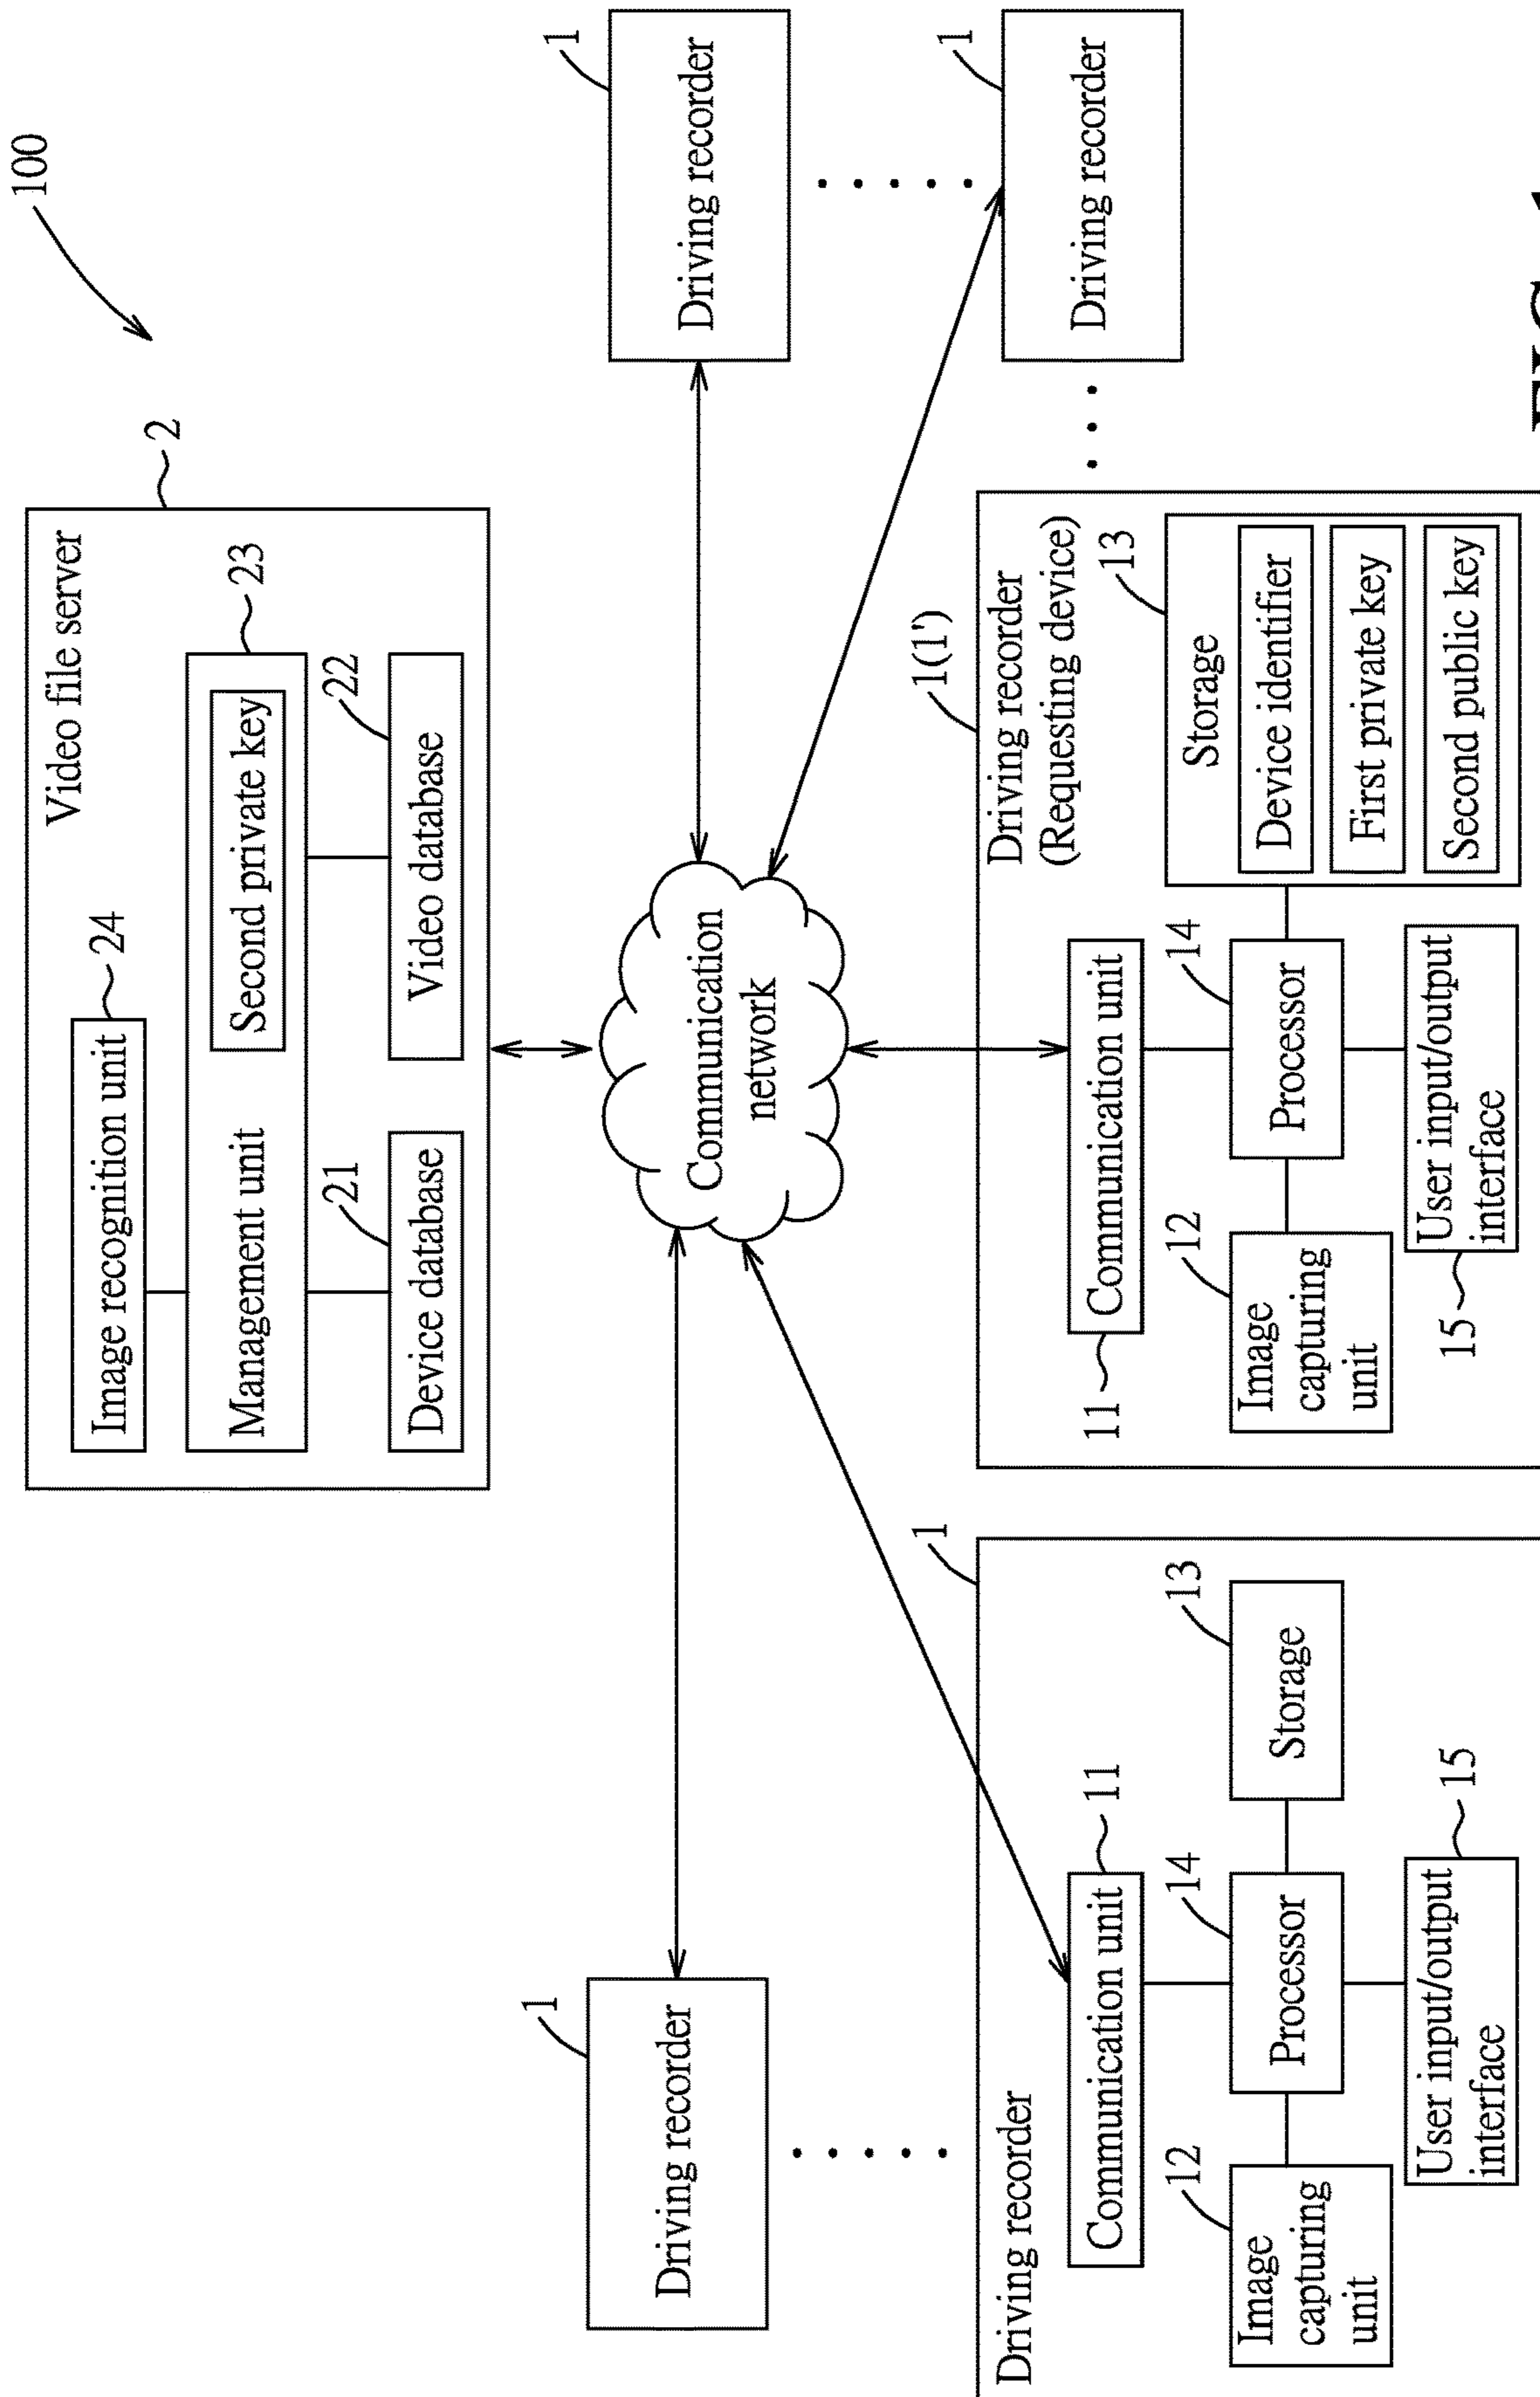 100
Video file server
2
Image recognition unit
24
Management unit
Second private key
23
Device database
21
Video database
22
Communication
network
Driving recorder
1
Driving recorder
1
Driving recorder
1
Driving recorder
1
Communication unit
11
Image
capturing
unit
12
Processor
14
Storage
13
User input/output
interface
15
Driving recorder
(Requesting device)
1(1')
Communication unit
11
Image
capturing
unit
12
Processor
14
Storage
13
Device identifier
First private key
Second public key
User input/output
interface
15